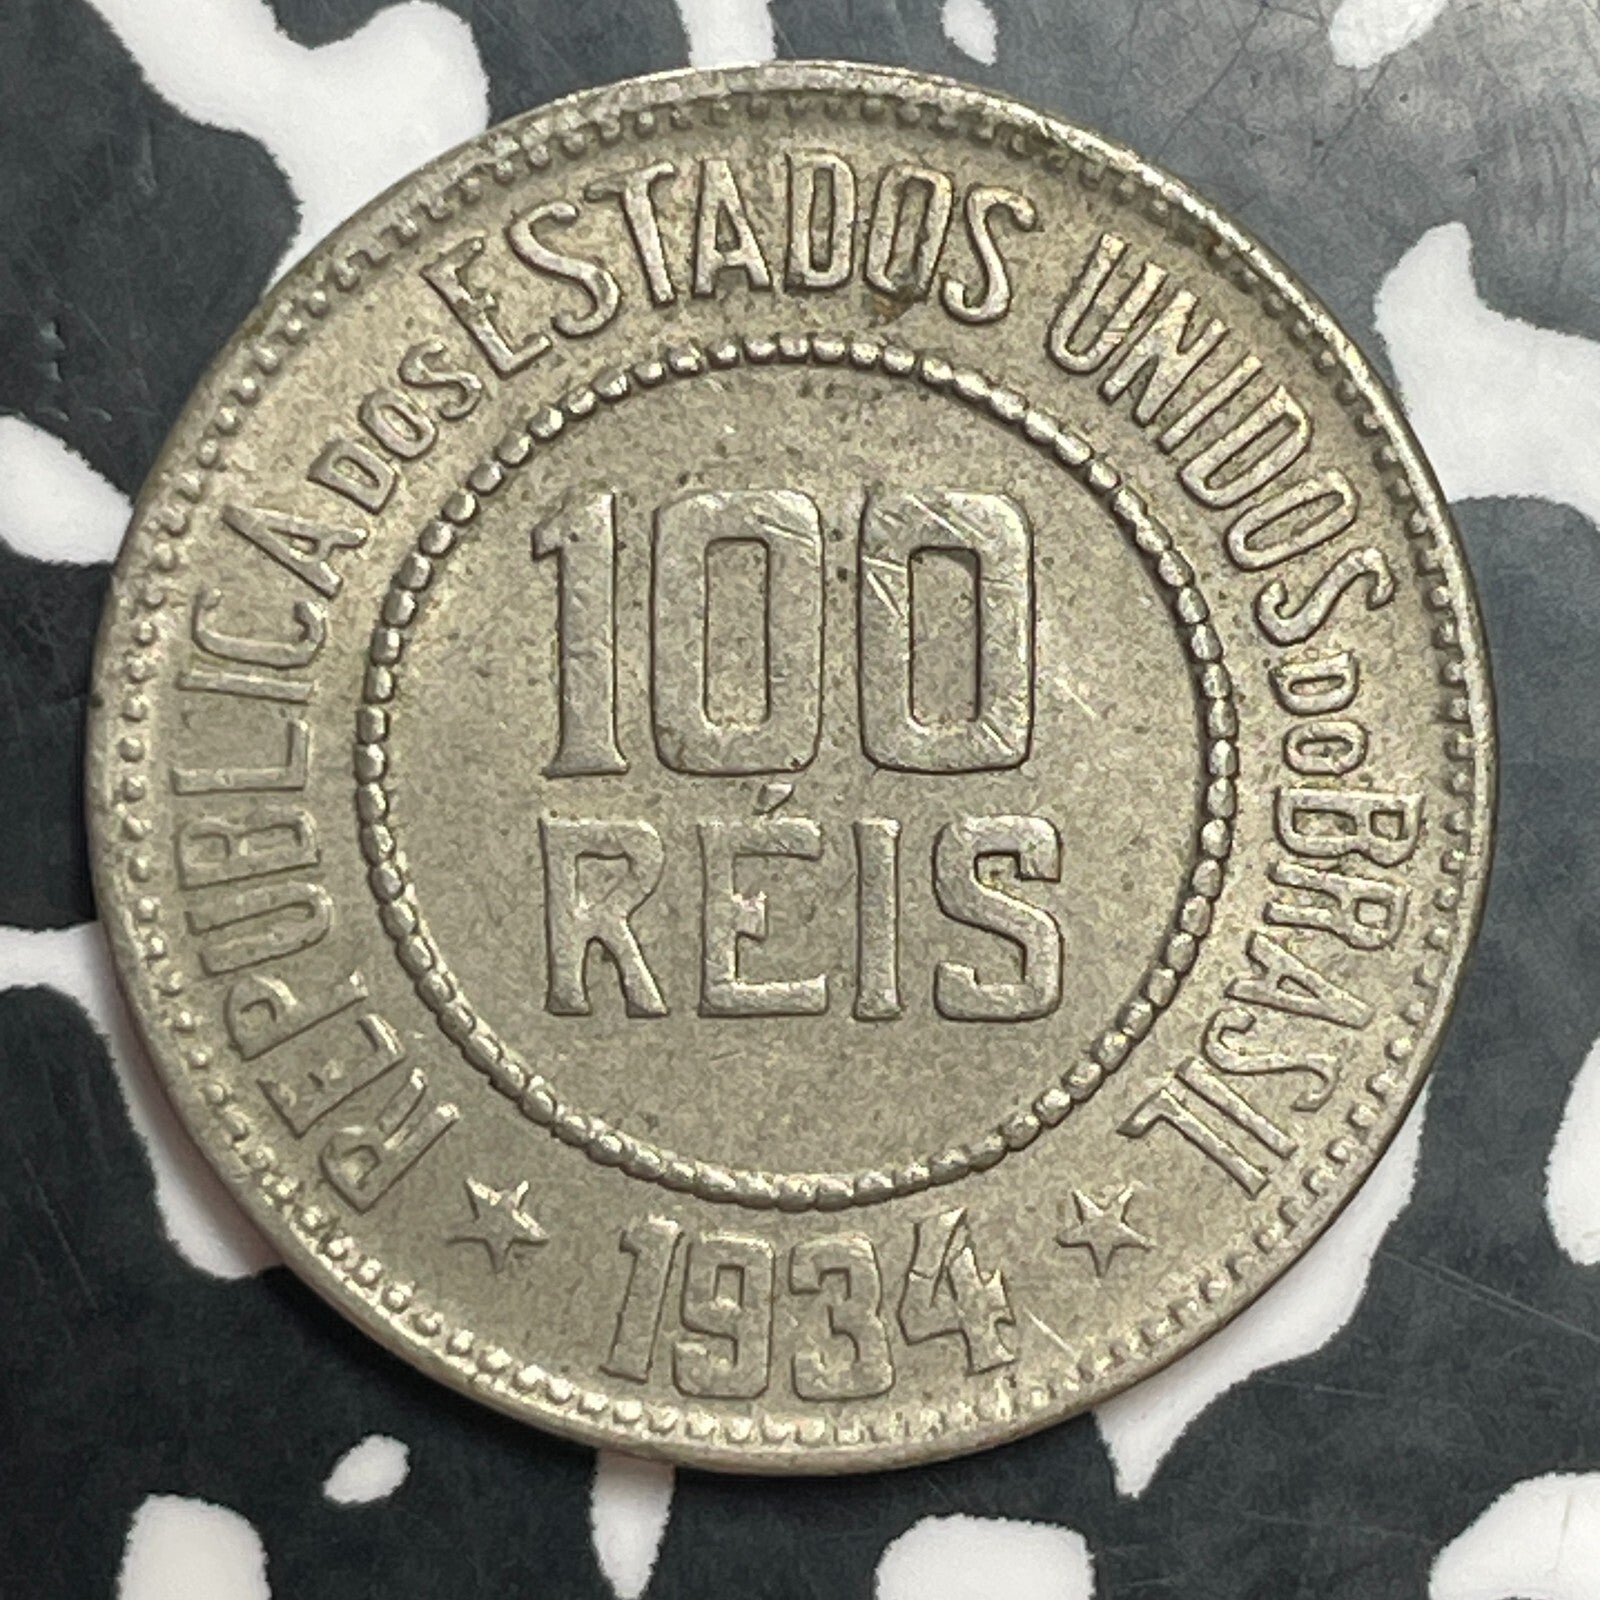 REPUBLICA DOS ESTADOS UNIDOS DO BRASIL
100
RÉIS
1934